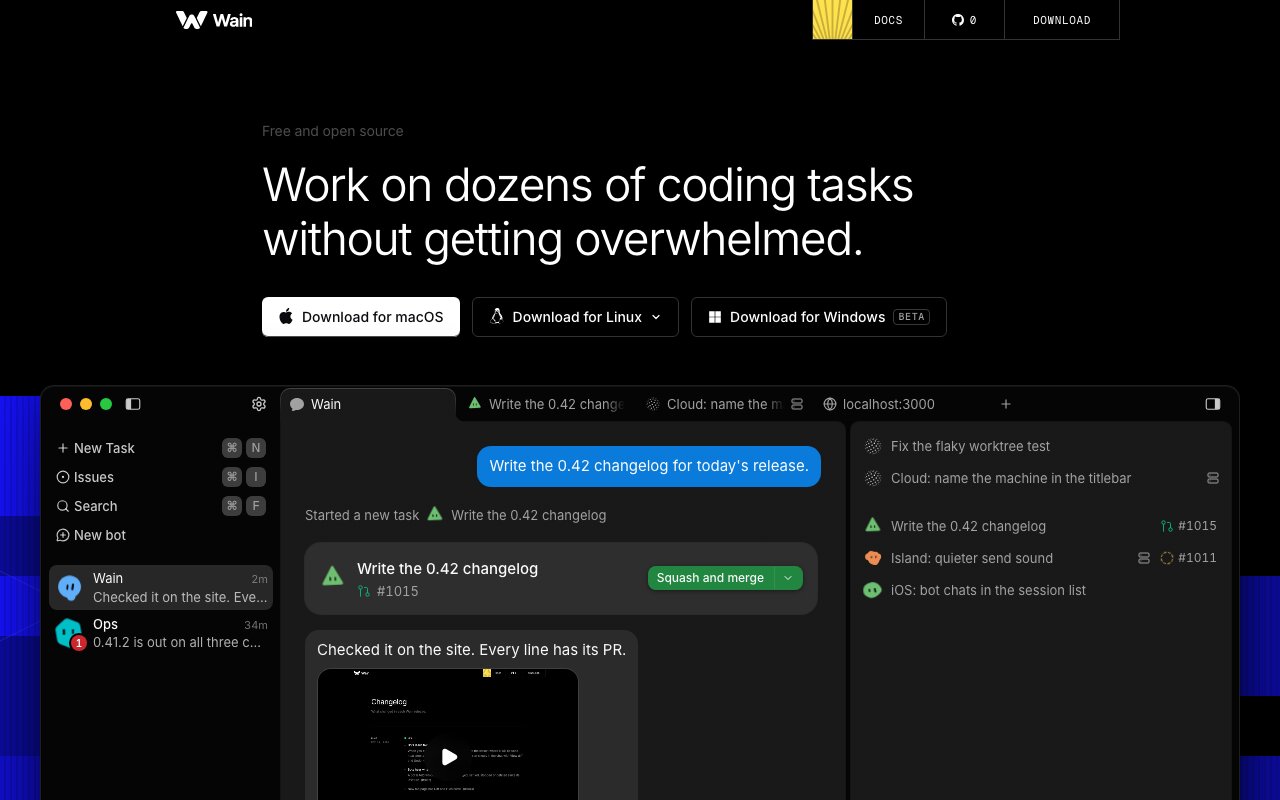 Wain
DOCS
0
DOWNLOAD
Free and open source
Work on dozens of coding tasks
without getting overwhelmed.
Download for macOS
Download for Linux
Download for Windows BETA
Wain
Write the 0.42 change
Cloud: name the m
localhost:3000
New Task ⌘ N
Issues ⌘ I
Search ⌘ F
New bot
Wain 2m
Checked it on the site. Eve...
Ops 34m
1 0.41.2 is out on all three c...
Write the 0.42 changelog for today's release.
Started a new task Write the 0.42 changelog
Write the 0.42 changelog
#1015
Squash and merge
Checked it on the site. Every line has its PR.
Changelog
Fix the flaky worktree test
Cloud: name the machine in the titlebar
Write the 0.42 changelog #1015
Island: quieter send sound #1011
iOS: bot chats in the session list